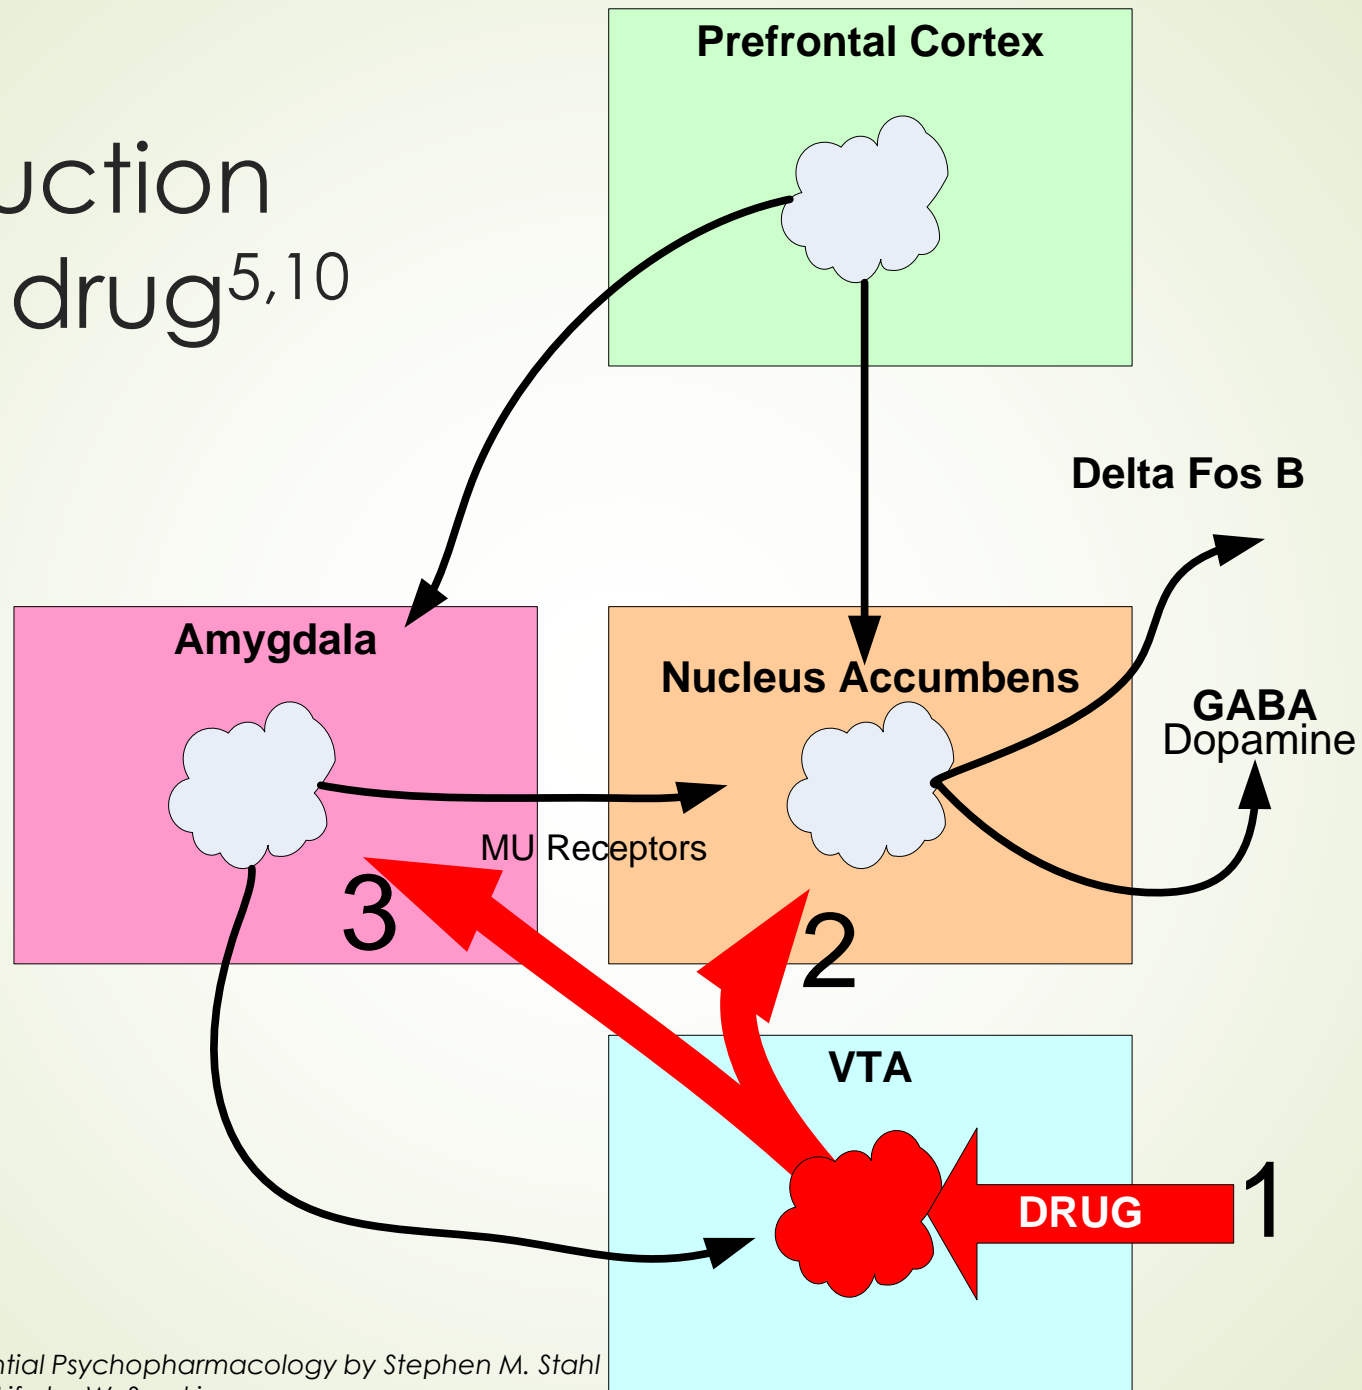 Prefrontal Cortex
uction
drug5,10
Delta Fos B
Amygdala
Nucleus Accumbens
GABA
Dopamine
MU Receptors
3
2
VTA
DRUG
1
ntial Psychopharmacology by Stephen M. Stahl